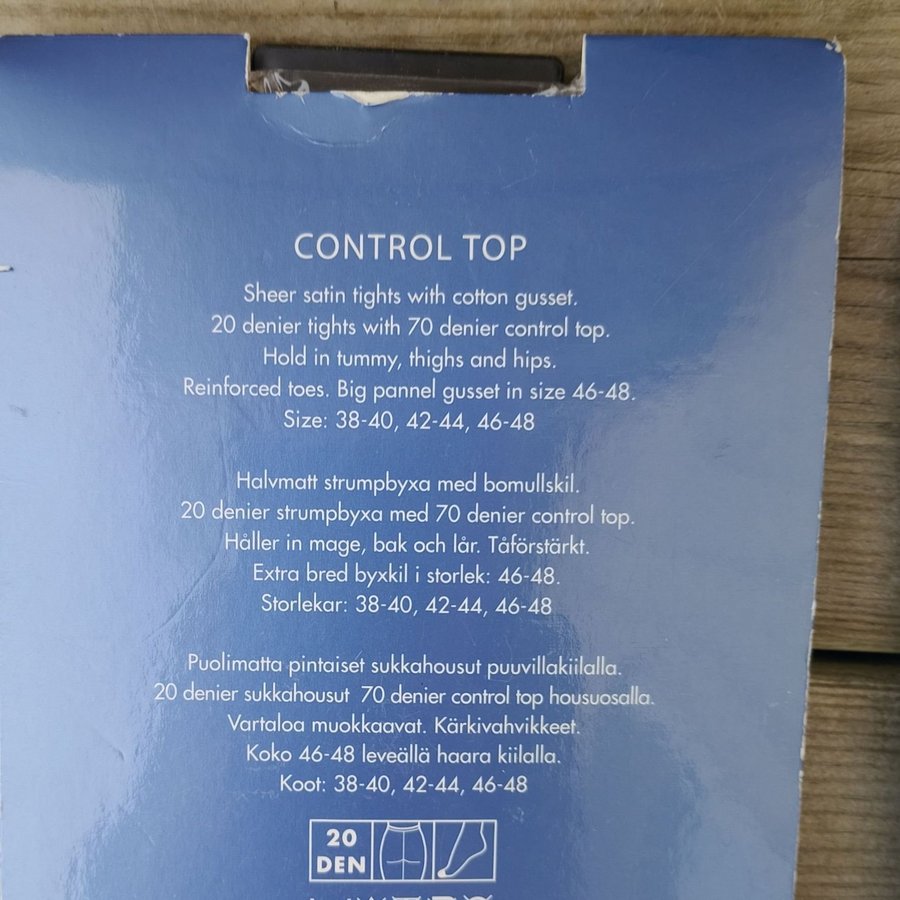 CONTROL TOP
Sheer satin tights with cotton gusset.
20 denier tights with 70 denier control top.
Hold in tummy, thighs and hips.
Reinforced toes. Big pannel gusset in size 46-48.
Size: 38-40, 42-44, 46-48
Halvmatt strumpbyxa med bomullskil.
20 denier strumpbyxa med 70 denier control top.
Håller in mage, bak och lår. Tåförstärkt.
Extra bred byxkil i storlek: 46-48.
Storlekar: 38-40, 42-44, 46-48
Puolimatta pintaiset sukkahousut puuvillakiilalla.
20 denier sukkahousut 70 denier control top housuosalla.
Vartaloa muokkaavat. Kärkivahvikkeet.
Koko 46-48 leveällä haara kiilalla.
Koot: 38-40, 42-44, 46-48
20
DEN